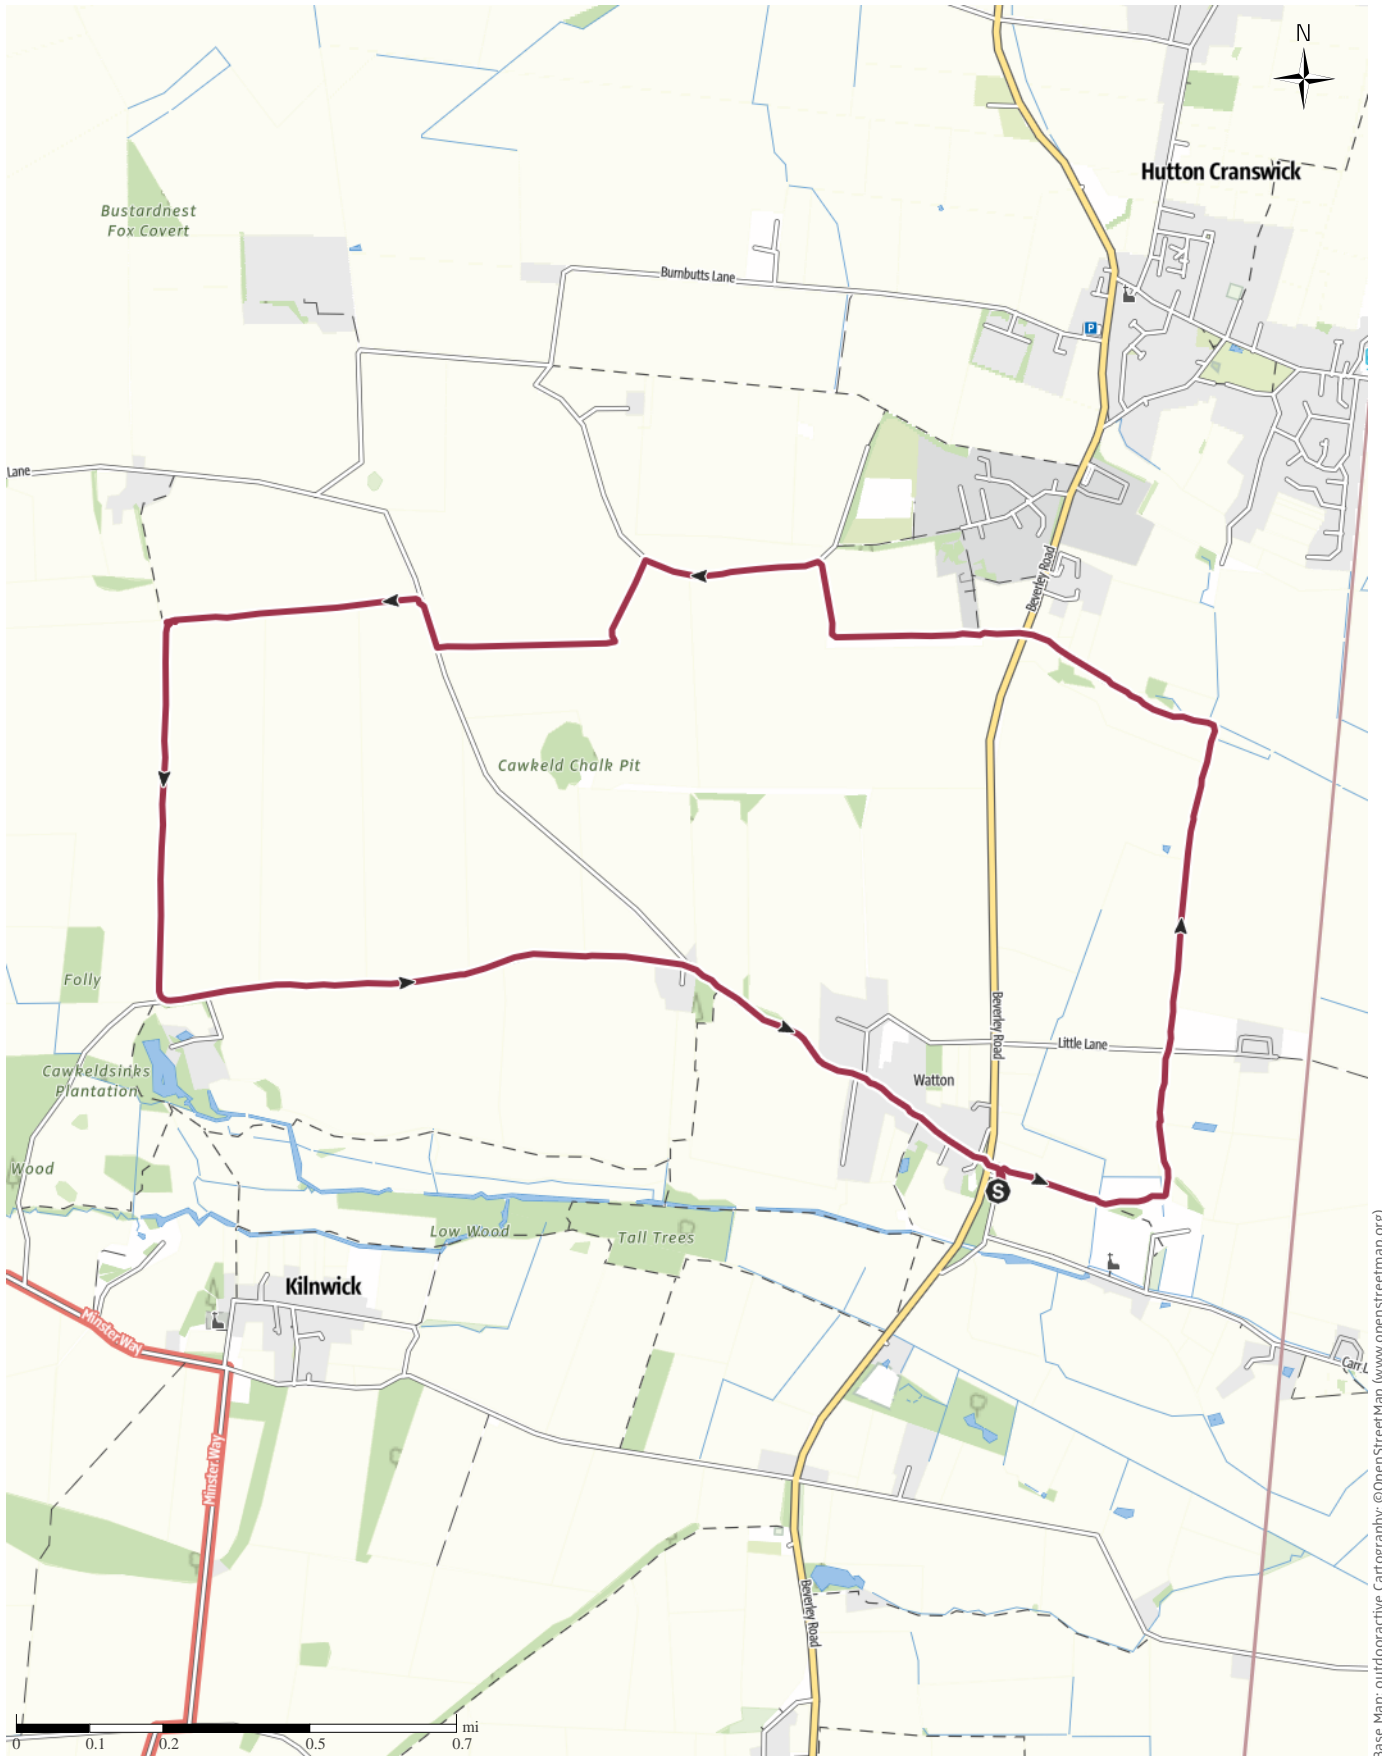 N
Hutton Cranswick
Bustardnest
Fox Covert
Burnbutts Lane
P
Lane
Beverley Road
Cawkeld Chalk Pit
Folly
Beverley Road
Little Lane
Cawkeldsinks
Plantation
Watton
Wood
S
Low Wood
Tall Trees
Kilnwick
Minster Way
Carr L
Minster Way
Beverley Road
mi
0 0.1 0.2 0.5 0.7
Base Map: outdooractive Cartography; ©OpenStreetMap (www.openstreetmap.org)